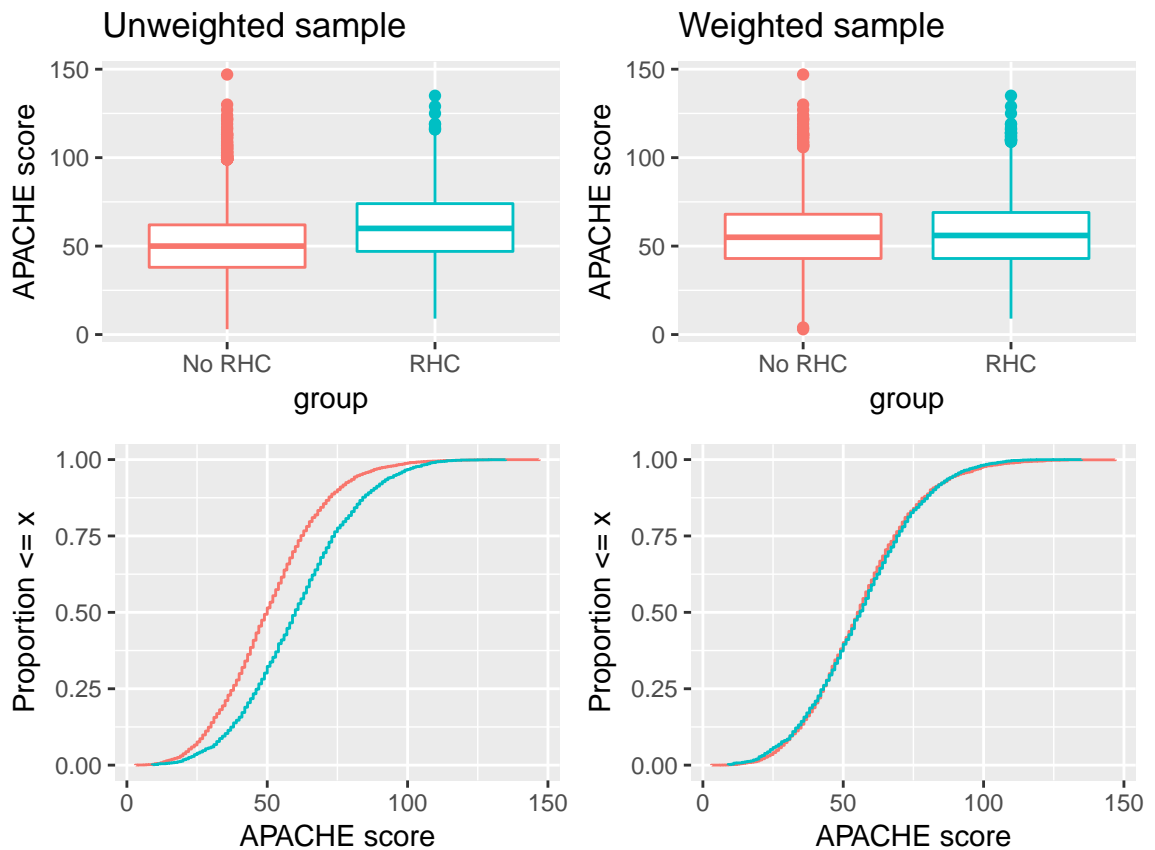 Unweighted sample
150
100
50
0
APACHE score
No RHC
RHC
group
Weighted sample
150
100
50
0
APACHE score
No RHC
RHC
group
1.00
0.75
0.50
0.25
0.00
Proportion <= x
0
50
100
150
APACHE score
1.00
0.75
0.50
0.25
0.00
Proportion <= x
0
50
100
150
APACHE score